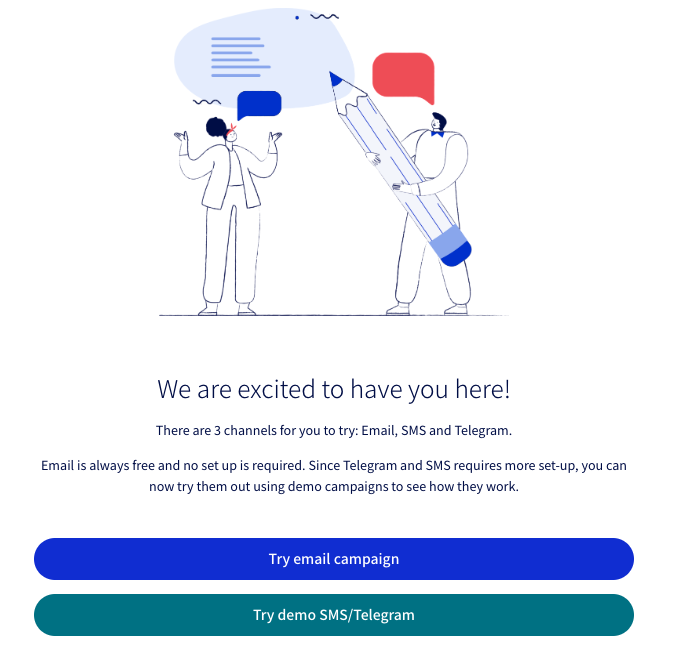 We are excited to have you here!
There are 3 channels for you to try: Email, SMS and Telegram.
Email is always free and no set up is required. Since Telegram and SMS requires more set-up, you can
now try them out using demo campaigns to see how they work.
Try email campaign
Try demo SMS/Telegram